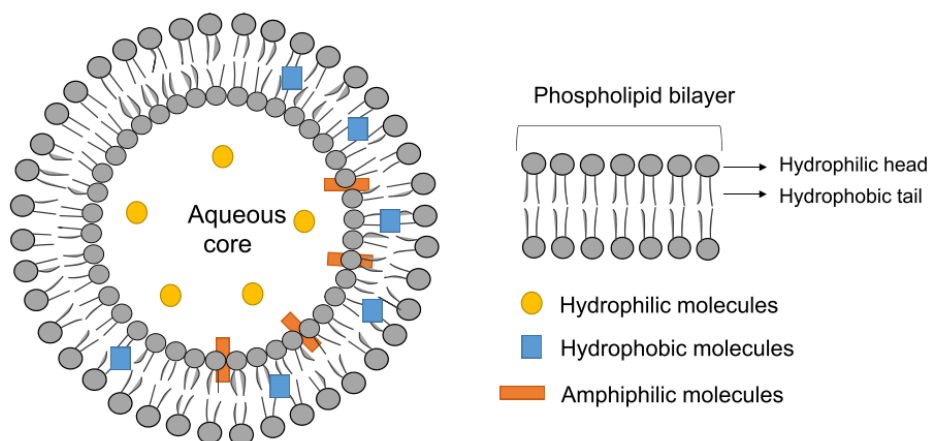 Aqueous
core
Phospholipid bilayer
Hydrophilic head
Hydrophobic tail
Hydrophilic molecules
Hydrophobic molecules
Amphiphilic molecules